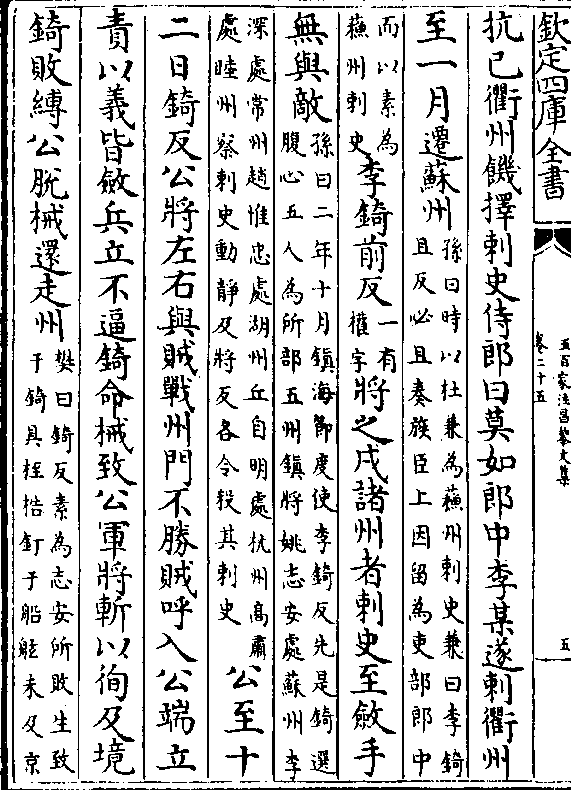 欽定四庫全書
五百家注昌黎文集
卷二十五
五
抗已衢州饑擇刺史侍郎曰莫如郎中李某遂刺衢州
至一月遷蘇州孫曰時以杜兼為蘇州刺史兼曰李錡且反必且奏族臣上因留為吏部郎中
而以素為蘇州刺史李錡前反一有權字將之戍諸州者刺史至斂手
無與敵孫曰二年十月鎮海節度使李錡反先是錡選腹心五人為所部五州鎮將姚志安處蘇州李
深處常州趙惟忠處湖州丘自明處杭州髙肅處睦州察刺史動靜及將反各令殺其刺史公至十
二日錡反公將左右與賊戰州門不勝賊呼入公端立
責以義皆斂兵立不逼錡命械致公軍將斬以徇及境
錡敗縛公脫械還走州樊曰錡反素為志安所敗生致于錡具桎梏釘于船舷未及京